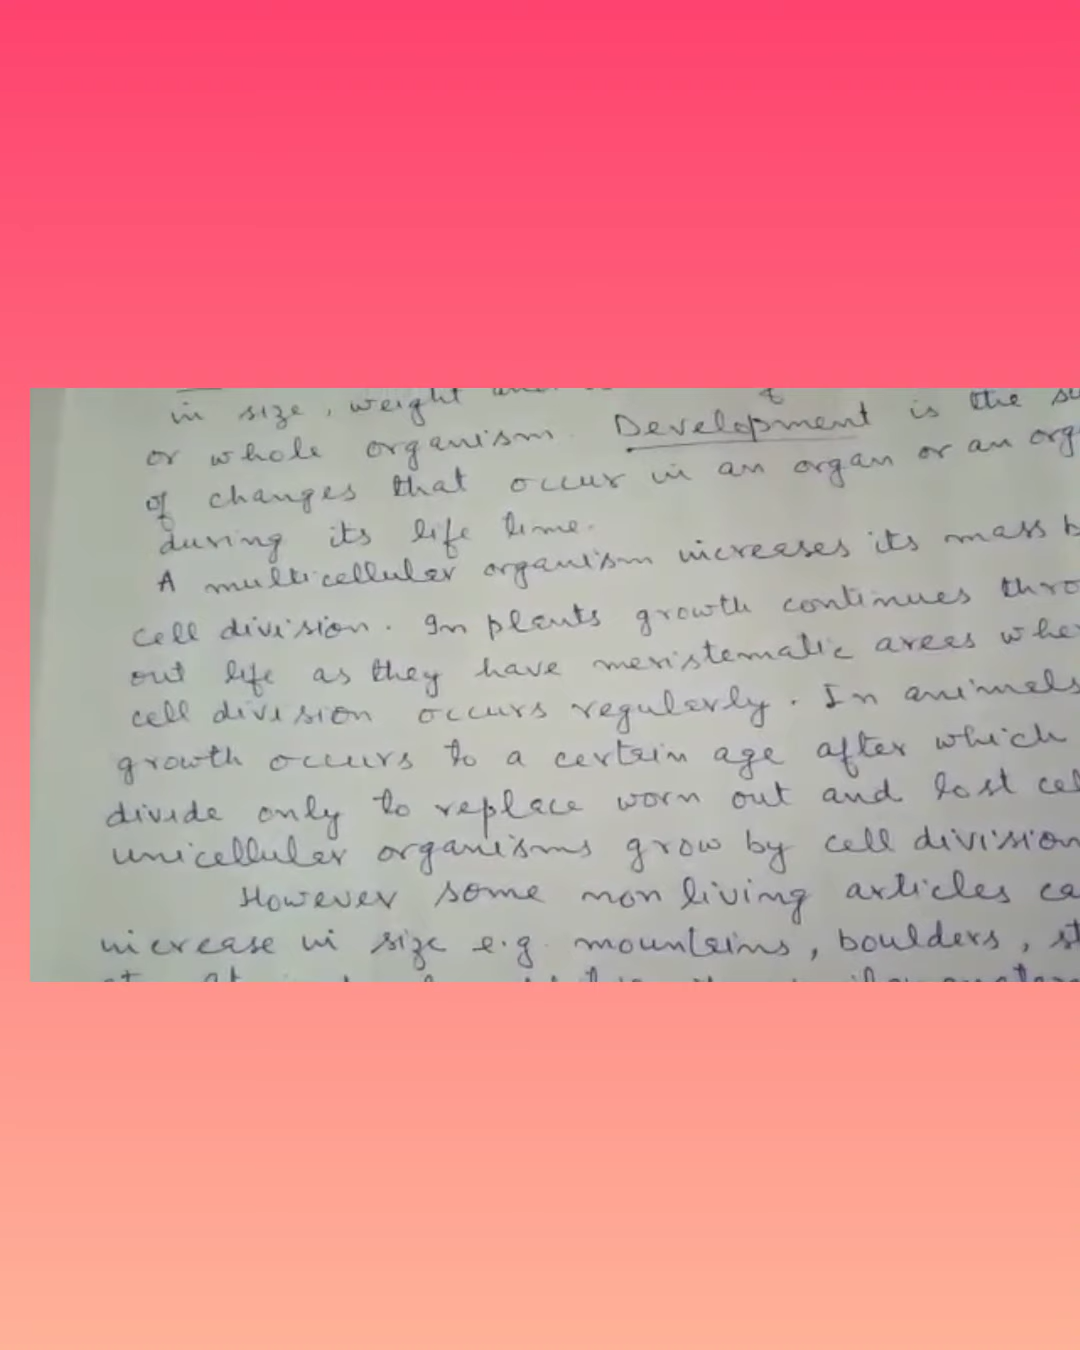 in size, weight
or whole organism. Development is the
of changes that occur in an organ or an
during its life time.
A multicellular organism increases its mass
cell division. In plants growth continues
out life as they have meristematic areas
cell division occurs regularly. In animals
growth occurs to a certain age after which
divide only to replace worn out and lost
unicellular organisms grow by cell division
However some non living articles
increase in size e.g. mountains, boulders,